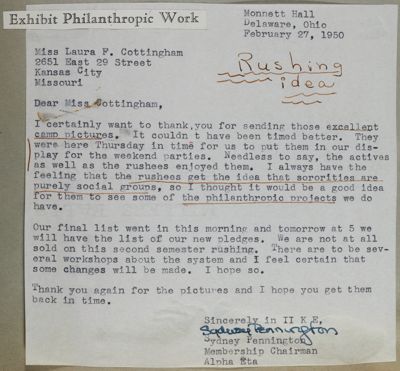 Exhibit Philanthropic Work
Monnett Hall
Delaware, Ohio
February 27, 1950
Miss Laura F. Cottingham
2651 East 29 Street
Kansas City
Missouri
Rushing
idea
Dear Miss Cottingham,
I certainly want to thank,you for sending those excellent
camp pictures. It couldn t have been timed better. They
were here Thursday in time for us to put them in our dis-
play for the weekend parties. Needless to say, the actives
as well as the rushees enjoyed them. I always have the
feeling that the rushees get the idea that sororities are
purely social groups, so I thought it would be a good idea
for them to see some of the philanthropic projects we do
have.
Our final list went in this morning and tomorrow at 5 we
will have the list of our new pledges. We are not at all
sold on this second semester rushing. There are to be sev-
eral workshops about the system and I feel certain that
some changes will be made. I hope so.
Thank you again for the pictures and I hope you get them
back in time.
Sincerely in II K E,
Sydney Pennington
Sydney Pennington
Membership Chairman
Alpha Eta